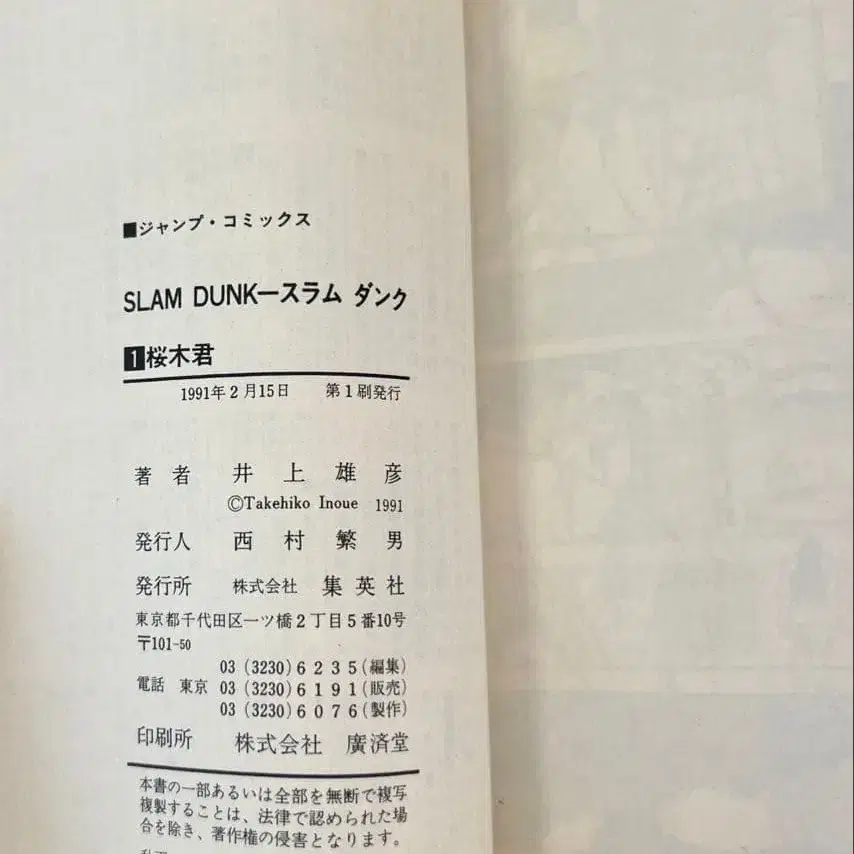 ■ジャンプ・コミックス
SLAM DUNK―スラム ダンク
1桜木君
1991年2月15日 第1刷発行
著者 井上雄彦
©Takehiko Inoue 1991
発行人 西村繁男
発行所 株式会社 集英社
東京都千代田区一ツ橋2丁目5番10号
〒101-50
03 (3230) 6235 (編集)
電話 東京 03 (3230) 6191 (販売)
03 (3230) 6076 (製作)
印刷所 株式会社 廣済堂
本書の一部あるいは全部を無断で複写
複製することは、法律で認められた場
合を除き、著作権の侵害となります。